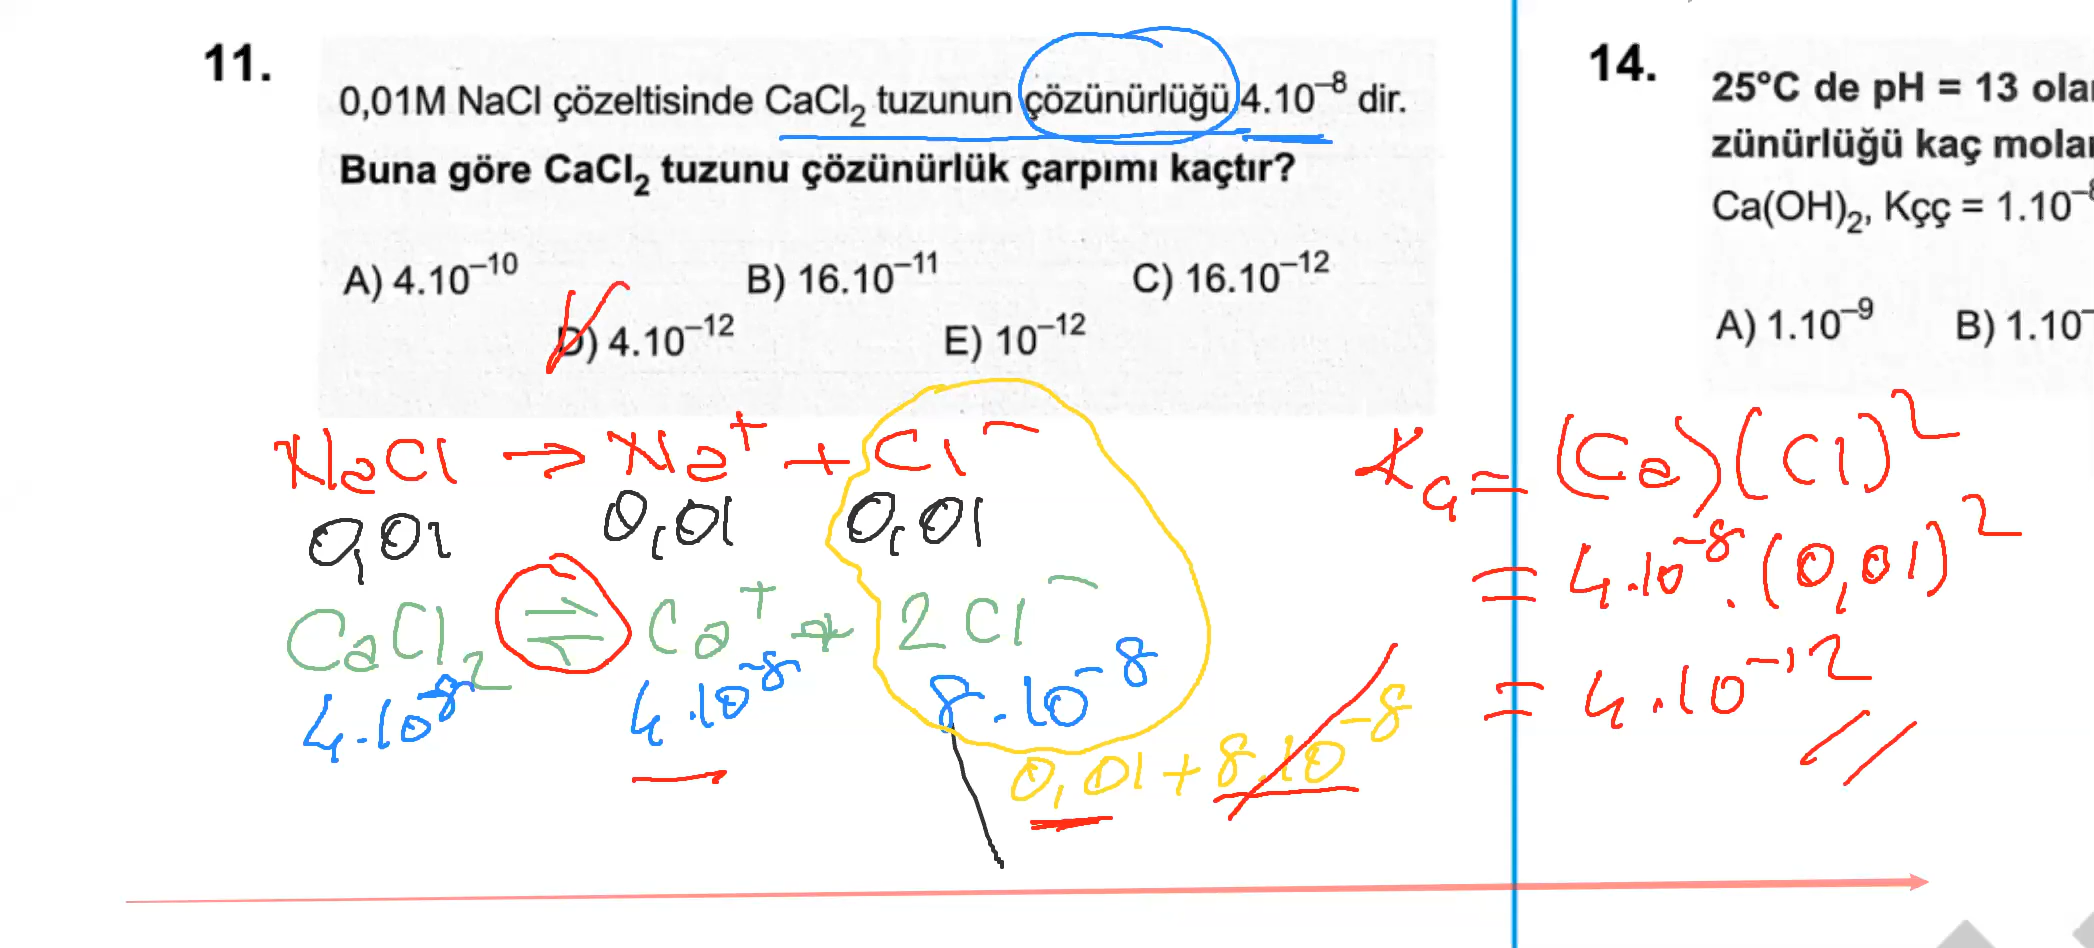 11.
0,01M NaCl çözeltisinde CaCl₂ tuzunun çözünürlüğü 4.10⁻⁸ dir.
Buna göre CaCl₂ tuzunu çözünürlük çarpımı kaçtır?
A) 4.10⁻¹⁰ B) 16.10⁻¹¹ C) 16.10⁻¹²
D) 4.10⁻¹² E) 10⁻¹²
NaCl → Na⁺ + Cl⁻
0,01 0,01 0,01
CaCl₂ ⇌ Ca⁺ + 2Cl⁻
4.10⁻⁸ 4.10⁻⁸ 8.10⁻⁸
0,01 + 8.10⁻⁸
14.
25°C de pH = 13 ola
zünürlüğü kaç mola
Ca(OH)₂, Kçç = 1.10⁻⁸
A) 1.10⁻⁹ B) 1.10⁻
Kçç = (Ca)(Cl)²
= 4.10⁻⁸.(0,01)²
= 4.10⁻¹²